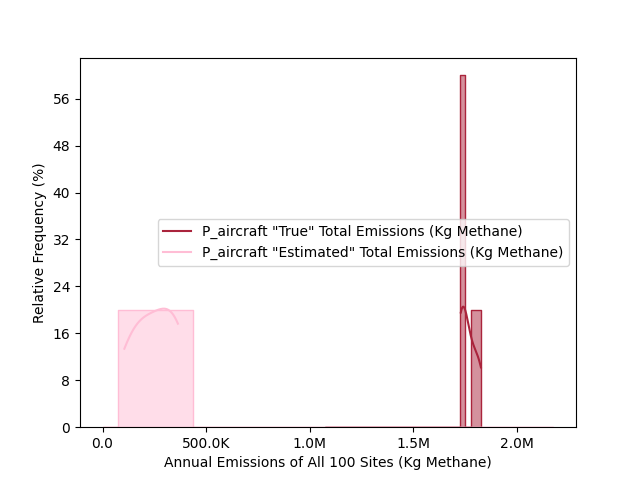 56
48
40
32
24
16
8
0
Relative Frequency (%)
P_aircraft "True" Total Emissions (Kg Methane)
P_aircraft "Estimated" Total Emissions (Kg Methane)
0.0 500.0K 1.0M 1.5M 2.0M
Annual Emissions of All 100 Sites (Kg Methane)